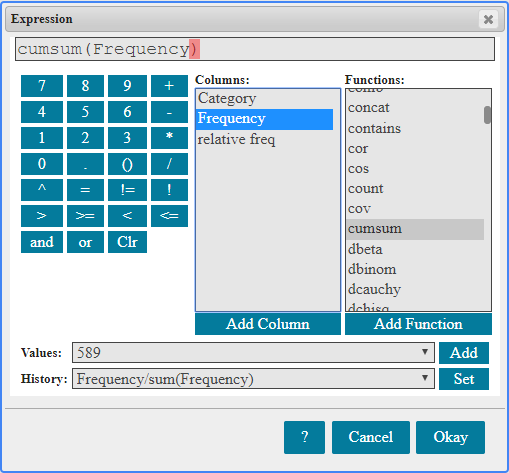 Expression
cumsum(Frequency)
Columns:
Functions:
7 8 9 +
4 5 6 -
1 2 3 *
0 . () /
^ = != !
> >= < <=
and or Clr
Category
Frequency
relative freq
comb
concat
contains
cor
cos
count
cov
cumsum
dbeta
dbinom
dcauchy
dchisq
Add Column
Add Function
Values: 589 Add
History: Frequency/sum(Frequency) Set
? Cancel Okay